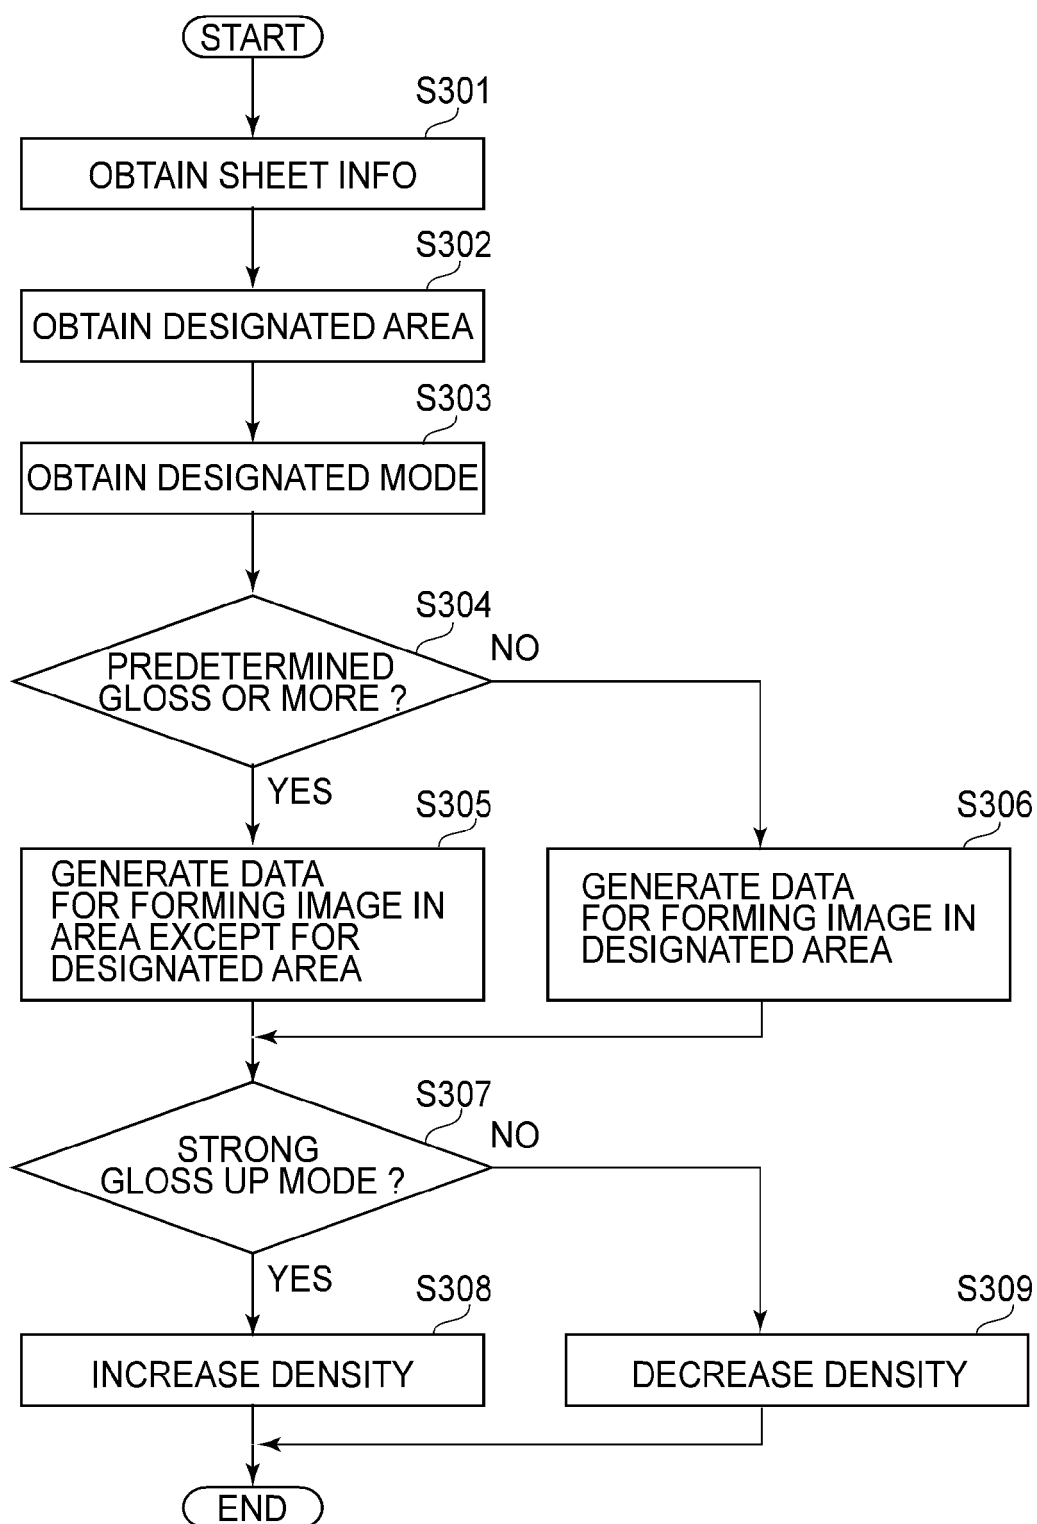 START
S301
OBTAIN SHEET INFO
S302
OBTAIN DESIGNATED AREA
S303
OBTAIN DESIGNATED MODE
S304
NO
PREDETERMINED
GLOSS OR MORE ?
YES
S305
GENERATE DATA
FOR FORMING IMAGE IN
AREA EXCEPT FOR
DESIGNATED AREA
S306
GENERATE DATA
FOR FORMING IMAGE IN
DESIGNATED AREA
S307
NO
STRONG
GLOSS UP MODE ?
YES
S308
INCREASE DENSITY
S309
DECREASE DENSITY
END